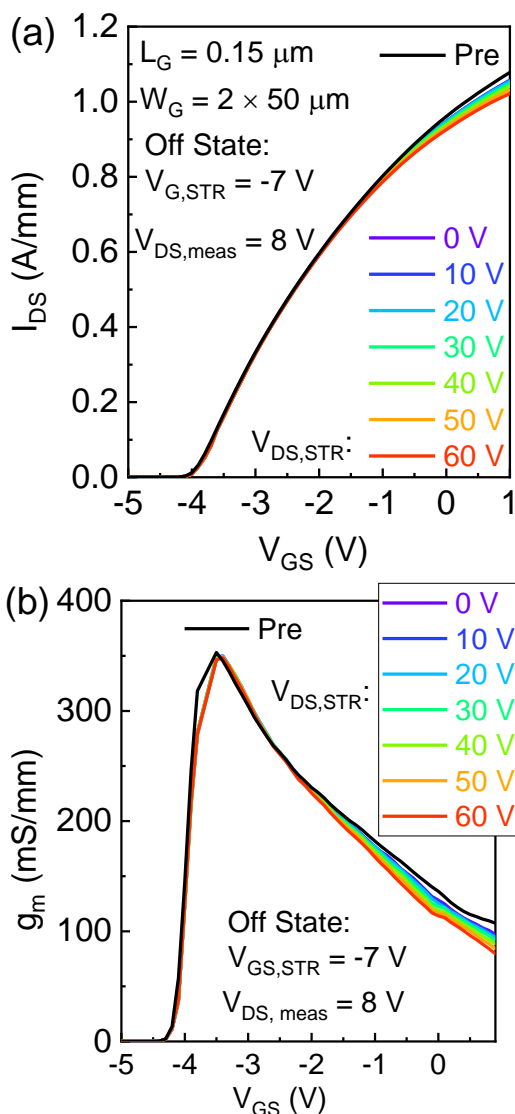 (a)
1.2
1.0
0.8
0.6
0.4
0.2
0.0
I_DS (A/mm)
L_G = 0.15 μm
W_G = 2 × 50 μm
Off State:
V_G,STR = -7 V
V_DS,meas = 8 V
Pre
V_DS,STR:
0 V
10 V
20 V
30 V
40 V
50 V
60 V
-5 -4 -3 -2 -1 0 1
V_GS (V)
(b)
400
300
200
100
0
g_m (mS/mm)
Pre
V_DS,STR:
0 V
10 V
20 V
30 V
40 V
50 V
60 V
Off State:
V_GS,STR = -7 V
V_DS, meas = 8 V
-5 -4 -3 -2 -1 0
V_GS (V)